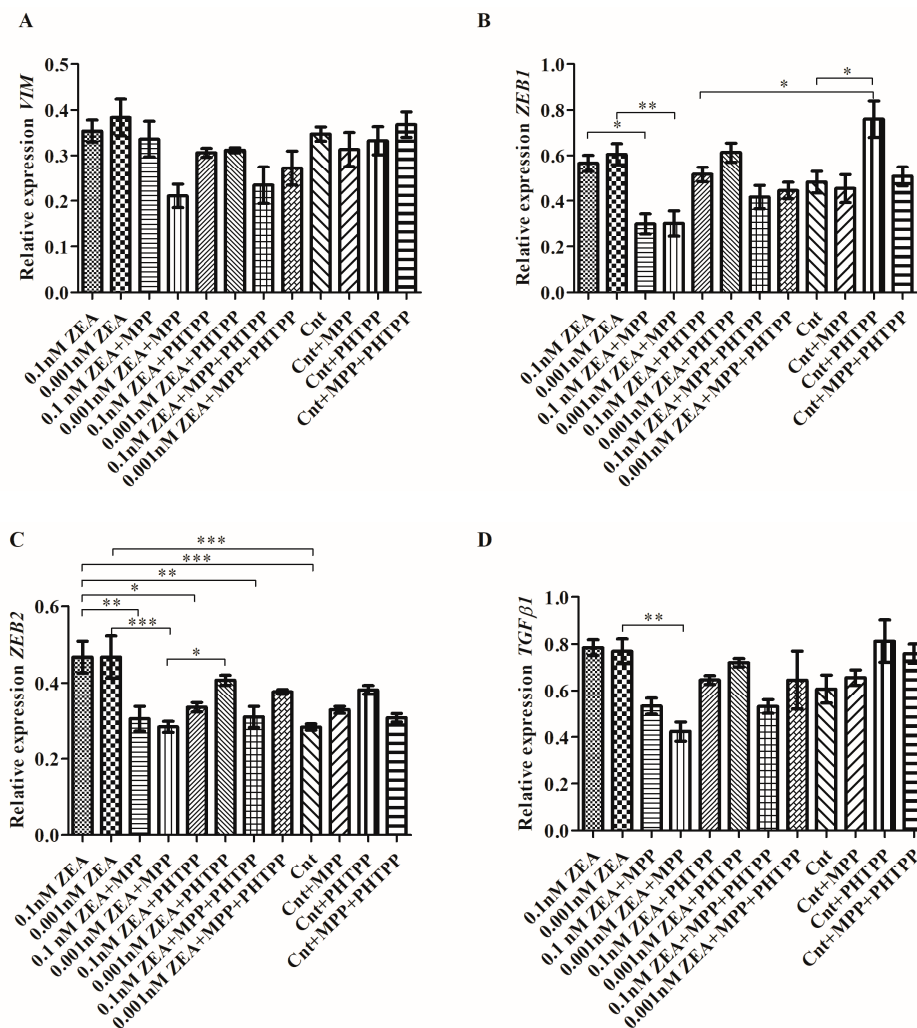 A
Relative expression VIM
0.5
0.4
0.3
0.2
0.1
0.0
0.1nM ZEA
0.001nM ZEA
0.1 nM ZEA+MPP
0.001nM ZEA+MPP
0.1nM ZEA+PHTPP
0.001nM ZEA+PHTPP
0.1nM ZEA+MPP+PHTPP
0.001nM ZEA+MPP+PHTPP
Cnt
Cnt+MPP
Cnt+PHTPP
Cnt+MPP+PHTPP
B
Relative expression ZEB1
1.0
0.8
0.6
0.4
0.2
0.0
*
**
*
*
0.1nM ZEA
0.001nM ZEA
0.1 nM ZEA+MPP
0.001nM ZEA+MPP
0.1nM ZEA+PHTPP
0.001nM ZEA+PHTPP
0.1nM ZEA+MPP+PHTPP
0.001nM ZEA+MPP+PHTPP
Cnt
Cnt+MPP
Cnt+PHTPP
Cnt+MPP+PHTPP
C
Relative expression ZEB2
0.6
0.4
0.2
0.0
***
***
**
*
**
***
*
0.1nM ZEA
0.001nM ZEA
0.1 nM ZEA+MPP
0.001nM ZEA+MPP
0.1nM ZEA+PHTPP
0.001nM ZEA+PHTPP
0.1nM ZEA+MPP+PHTPP
0.001nM ZEA+MPP+PHTPP
Cnt
Cnt+MPP
Cnt+PHTPP
Cnt+MPP+PHTPP
D
Relative expression TGFβ1
1.0
0.8
0.6
0.4
0.2
0.0
**
0.1nM ZEA
0.001nM ZEA
0.1 nM ZEA+MPP
0.001nM ZEA+MPP
0.1nM ZEA+PHTPP
0.001nM ZEA+PHTPP
0.1nM ZEA+MPP+PHTPP
0.001nM ZEA+MPP+PHTPP
Cnt
Cnt+MPP
Cnt+PHTPP
Cnt+MPP+PHTPP